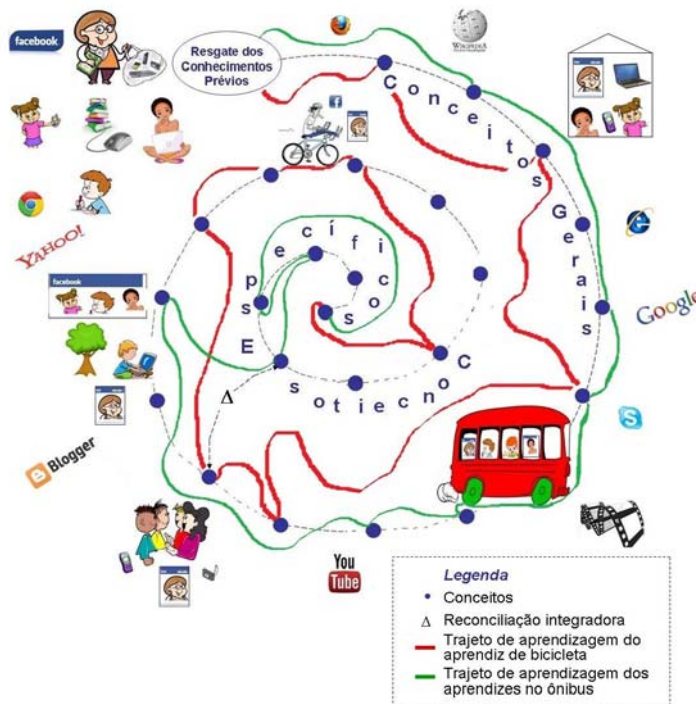 facebook
Resgate dos
Conhecimentos
Prévios
WIKIPEDIA
Conceitos Gerais
YAHOO!
facebook
Google
Conceitos Específicos
Δ
Blogger
You
Tube
Legenda
Conceitos
Δ Reconciliação integradora
Trajeto de aprendizagem do
aprendiz de bicicleta
Trajeto de aprendizagem dos
aprendizes no ônibus